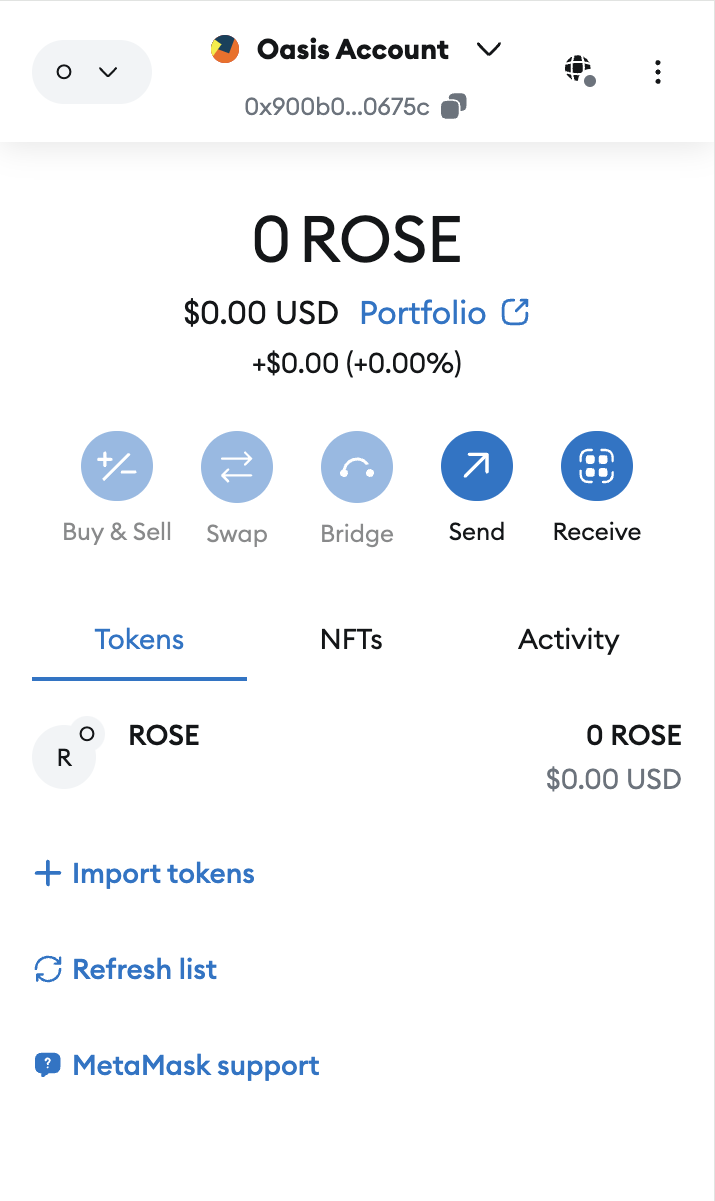 O
Oasis Account
0x900b0...0675c
0 ROSE
$0.00 USD Portfolio
+$0.00 (+0.00%)
Buy & Sell Swap Bridge Send Receive
Tokens NFTs Activity
R O ROSE 0 ROSE
$0.00 USD
Import tokens
Refresh list
MetaMask support